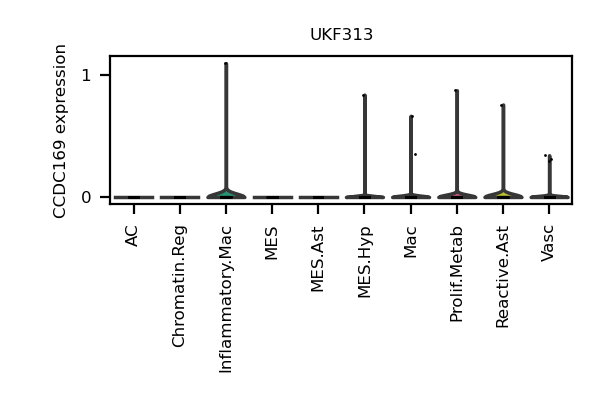 UKF313
CCDC169 expression
1
0
AC
Chromatin.Reg
Inflammatory.Mac
MES
MES.Ast
MES.Hyp
Mac
Prolif.Metab
Reactive.Ast
Vasc